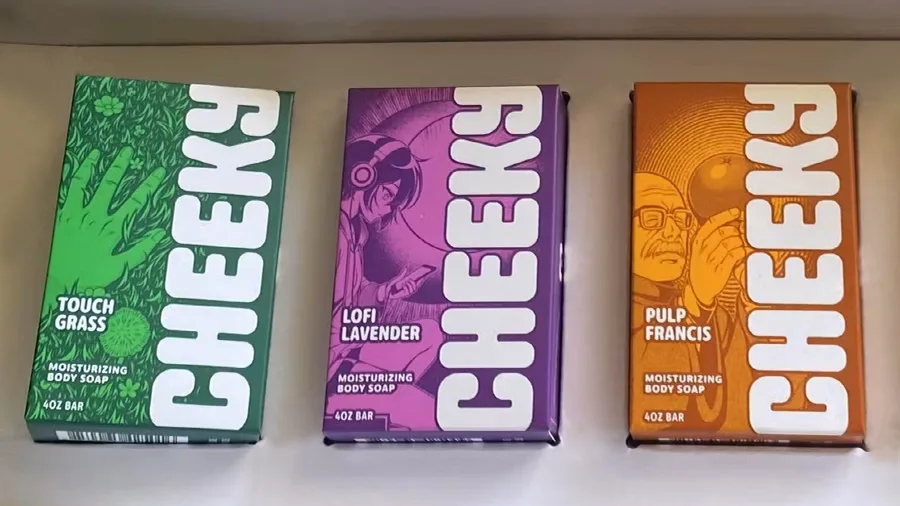 CHEEKY
TOUCH
GRASS
MOISTURIZING
BODY SOAP
4OZ BAR
CHEEKY
LOFI
LAVENDER
MOISTURIZING
BODY SOAP
4OZ BAR
CHEEKY
PULP
FRANCIS
MOISTURIZING
BODY SOAP
4OZ BAR